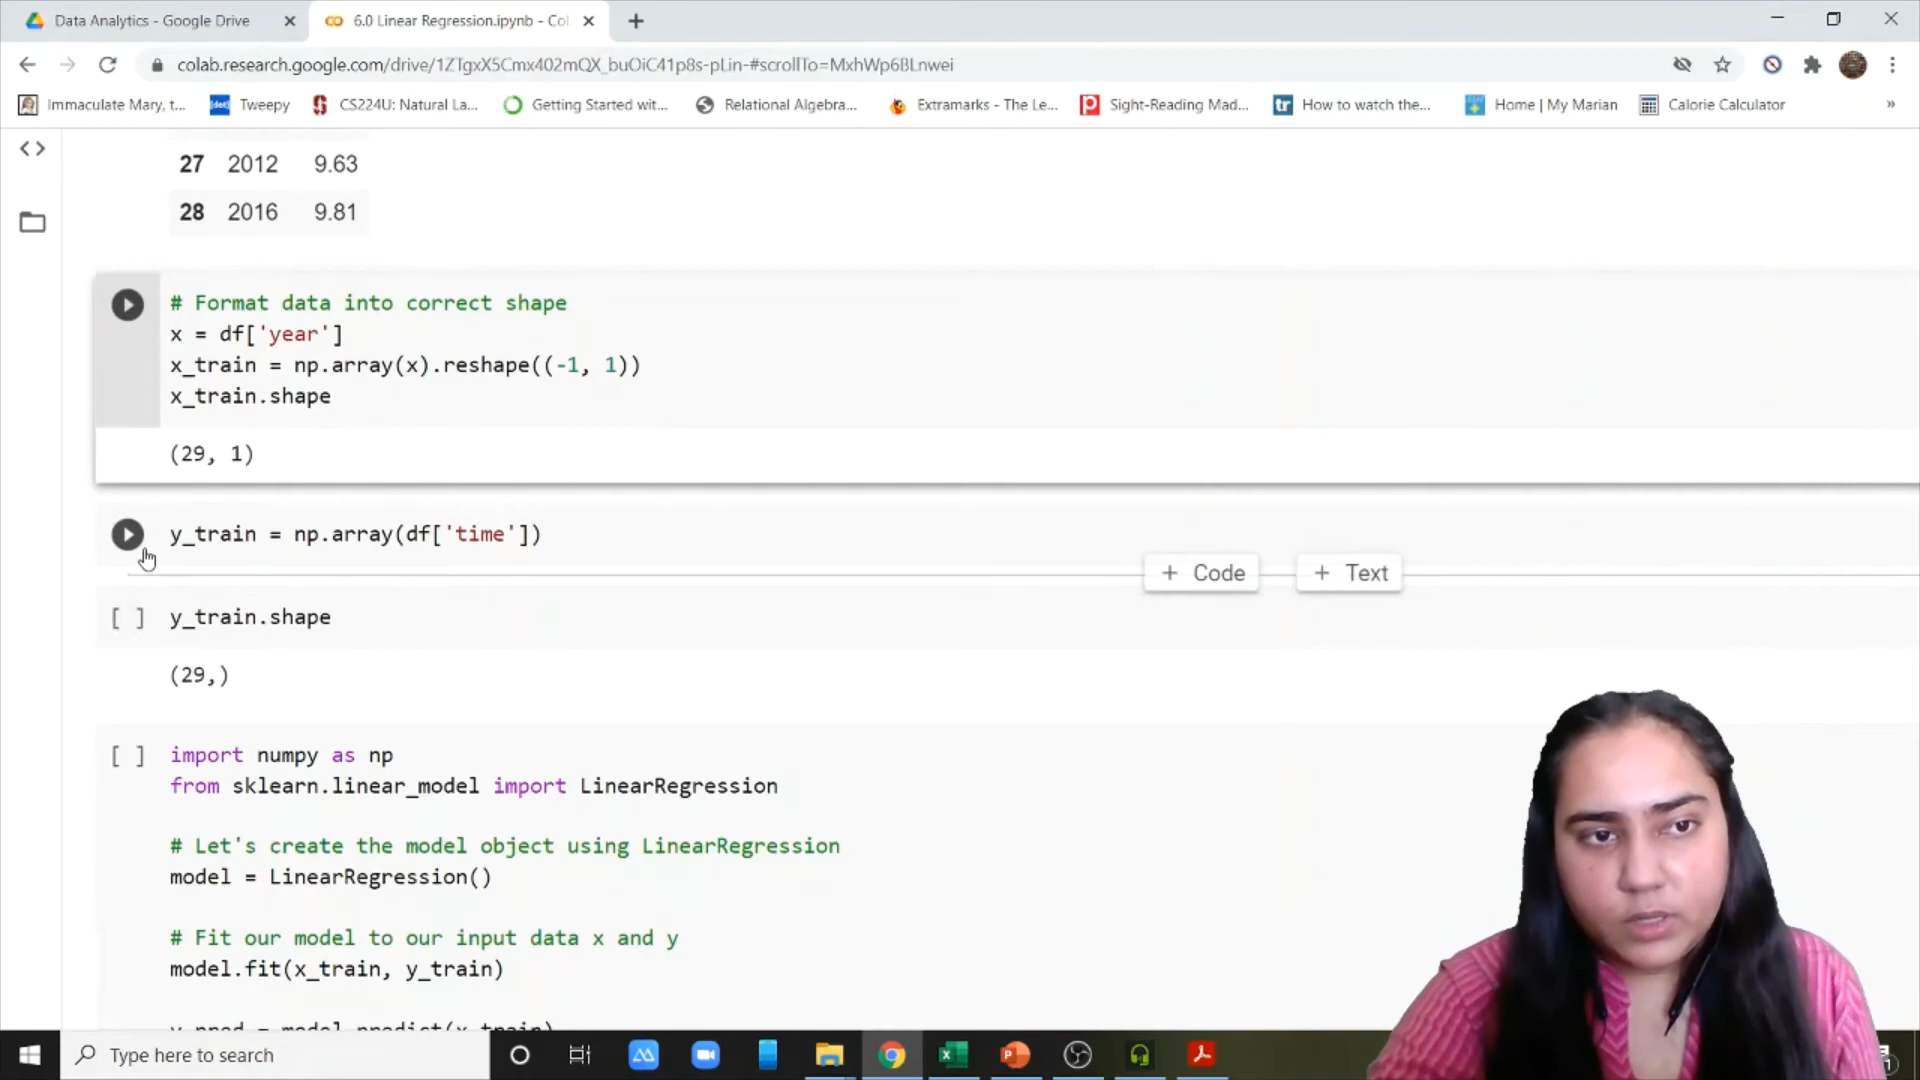 Data Analytics - Google Drive
6.0 Linear Regression.ipynb - Col
colab.research.google.com/drive/1ZTgxX5Cmx402mQX_buOiC41p8s-pLin-#scrollTo=MxhWp6BLnwei
Immaculate Mary, t...
Tweepy
CS224U: Natural La...
Getting Started wit...
Relational Algebra...
Extramarks - The Le...
Sight-Reading Mad...
How to watch the...
Home | My Marian
Calorie Calculator
»
27 2012 9.63
28 2016 9.81
# Format data into correct shape
x = df['year']
x_train = np.array(x).reshape((-1, 1))
x_train.shape
(29, 1)
y_train = np.array(df['time'])
+ Code
+ Text
[ ] y_train.shape
(29,)
[ ] import numpy as np
from sklearn.linear_model import LinearRegression
# Let's create the model object using LinearRegression
model = LinearRegression()
# Fit our model to our input data x and y
model.fit(x_train, y_train)
y_pred = model.predict(x_train)
Type here to search